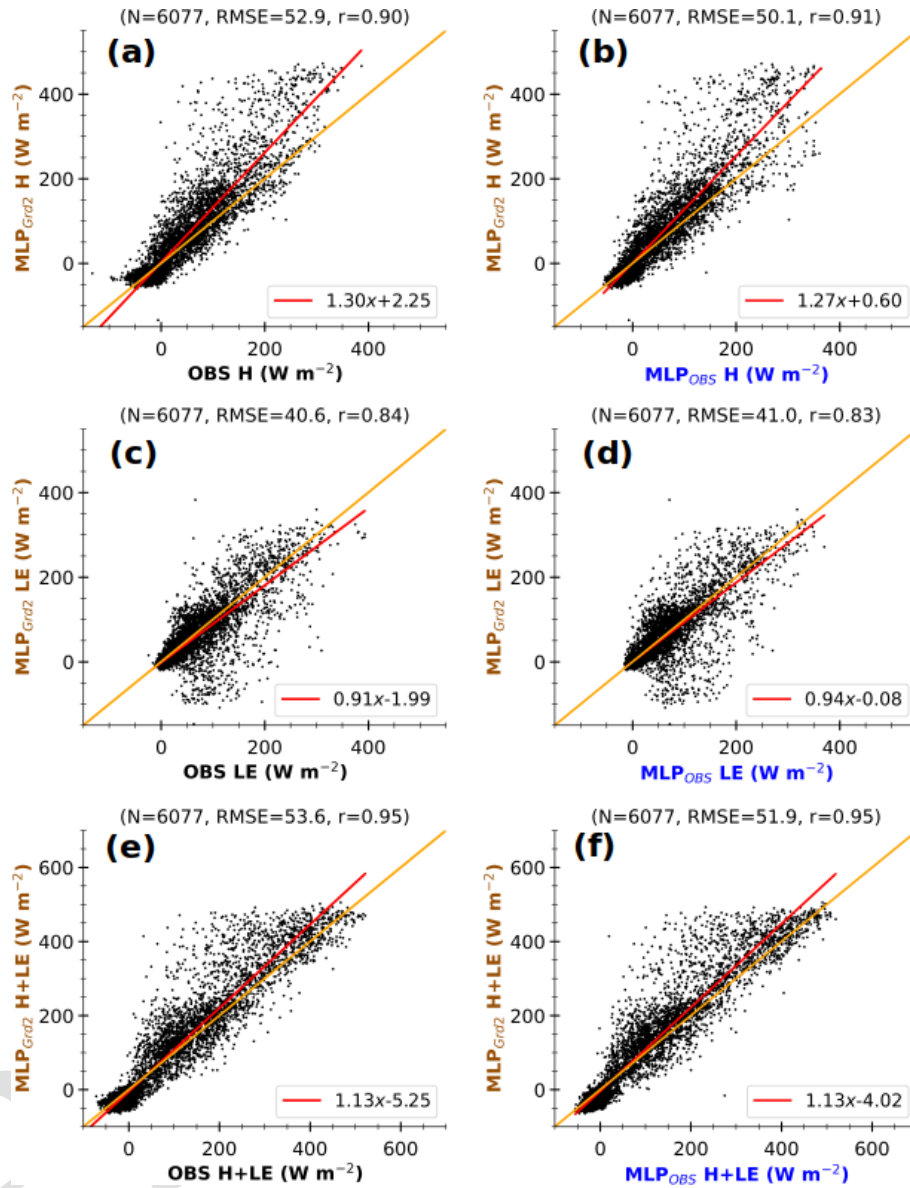 (N=6077, RMSE=52.9, r=0.90)
(a)
MLP_Grd2 H (W m⁻²)
400
200
0
1.30x+2.25
0 200 400
OBS H (W m⁻²)
(N=6077, RMSE=50.1, r=0.91)
(b)
MLP_Grd2 H (W m⁻²)
400
200
0
1.27x+0.60
0 200 400
MLP_OBS H (W m⁻²)
(N=6077, RMSE=40.6, r=0.84)
(c)
MLP_Grd2 LE (W m⁻²)
400
200
0
0.91x-1.99
0 200 400
OBS LE (W m⁻²)
(N=6077, RMSE=41.0, r=0.83)
(d)
MLP_Grd2 LE (W m⁻²)
400
200
0
0.94x-0.08
0 200 400
MLP_OBS LE (W m⁻²)
(N=6077, RMSE=53.6, r=0.95)
(e)
MLP_Grd2 H+LE (W m⁻²)
600
400
200
0
1.13x-5.25
0 200 400 600
OBS H+LE (W m⁻²)
(N=6077, RMSE=51.9, r=0.95)
(f)
MLP_Grd2 H+LE (W m⁻²)
600
400
200
0
1.13x-4.02
0 200 400 600
MLP_OBS H+LE (W m⁻²)